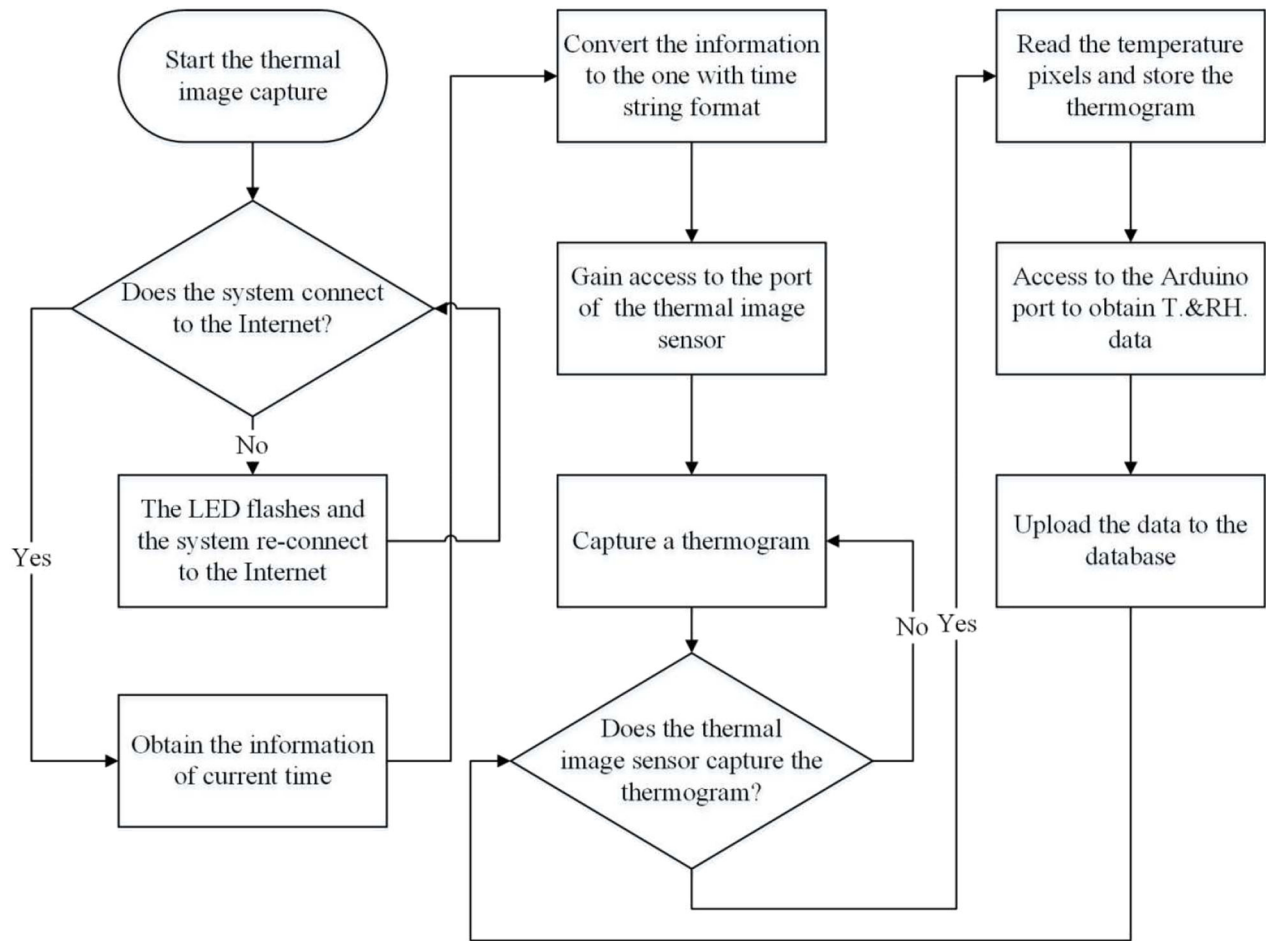 Start the thermal
image capture
Does the system connect
to the Internet?
No
The LED flashes and
the system re-connect
to the Internet
Yes
Obtain the information
of current time
Convert the information
to the one with time
string format
Gain access to the port
of the thermal image
sensor
Capture a thermogram
Does the thermal
image sensor capture the
thermogram?
No
Yes
Read the temperature
pixels and store the
thermogram
Access to the Arduino
port to obtain T.&RH.
data
Upload the data to the
database